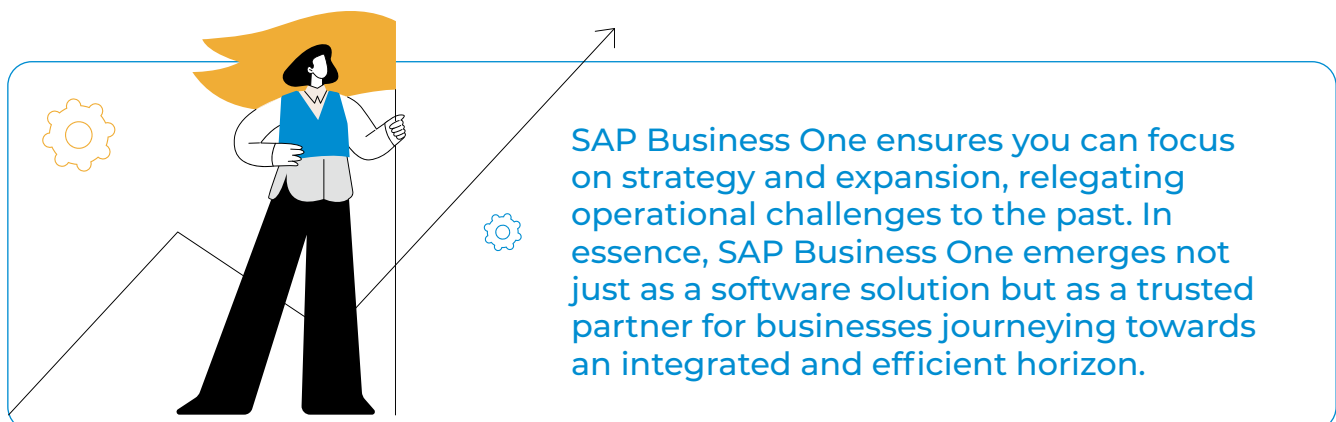 SAP Business One ensures you can focus
on strategy and expansion, relegating
operational challenges to the past. In
essence, SAP Business One emerges not
just as a software solution but as a trusted
partner for businesses journeying towards
an integrated and efficient horizon.